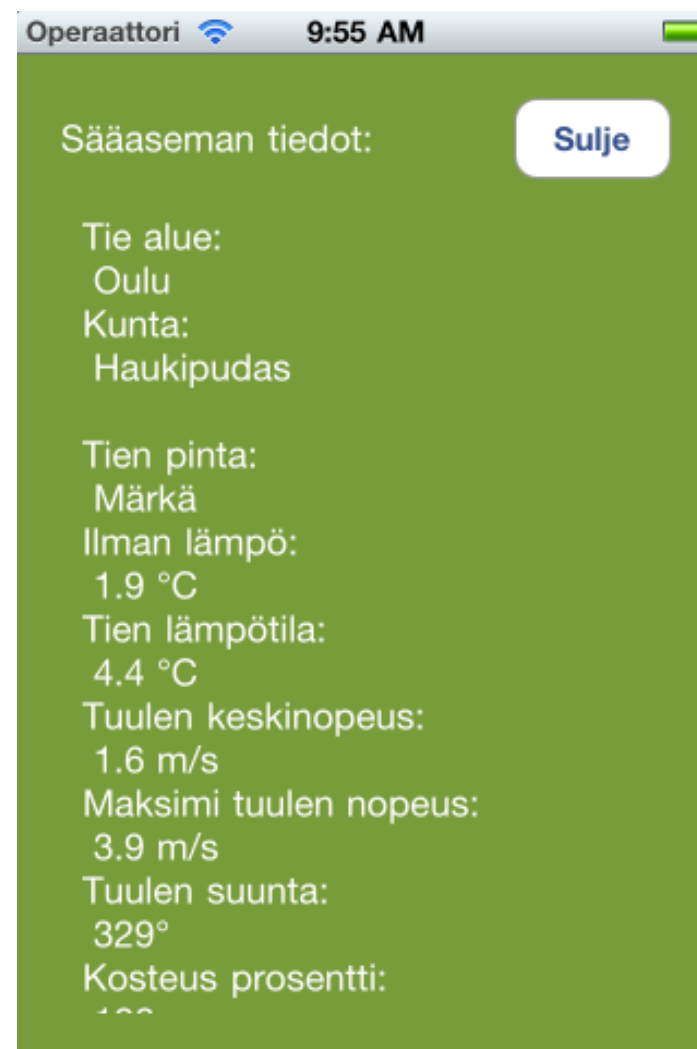 Operaattori 9:55 AM
Sääaseman tiedot: Sulje
Tie alue:
Oulu
Kunta:
Haukipudas
Tien pinta:
Märkä
Ilman lämpö:
1.9 °C
Tien lämpötila:
4.4 °C
Tuulen keskinopeus:
1.6 m/s
Maksimi tuulen nopeus:
3.9 m/s
Tuulen suunta:
329°
Kosteus prosentti: